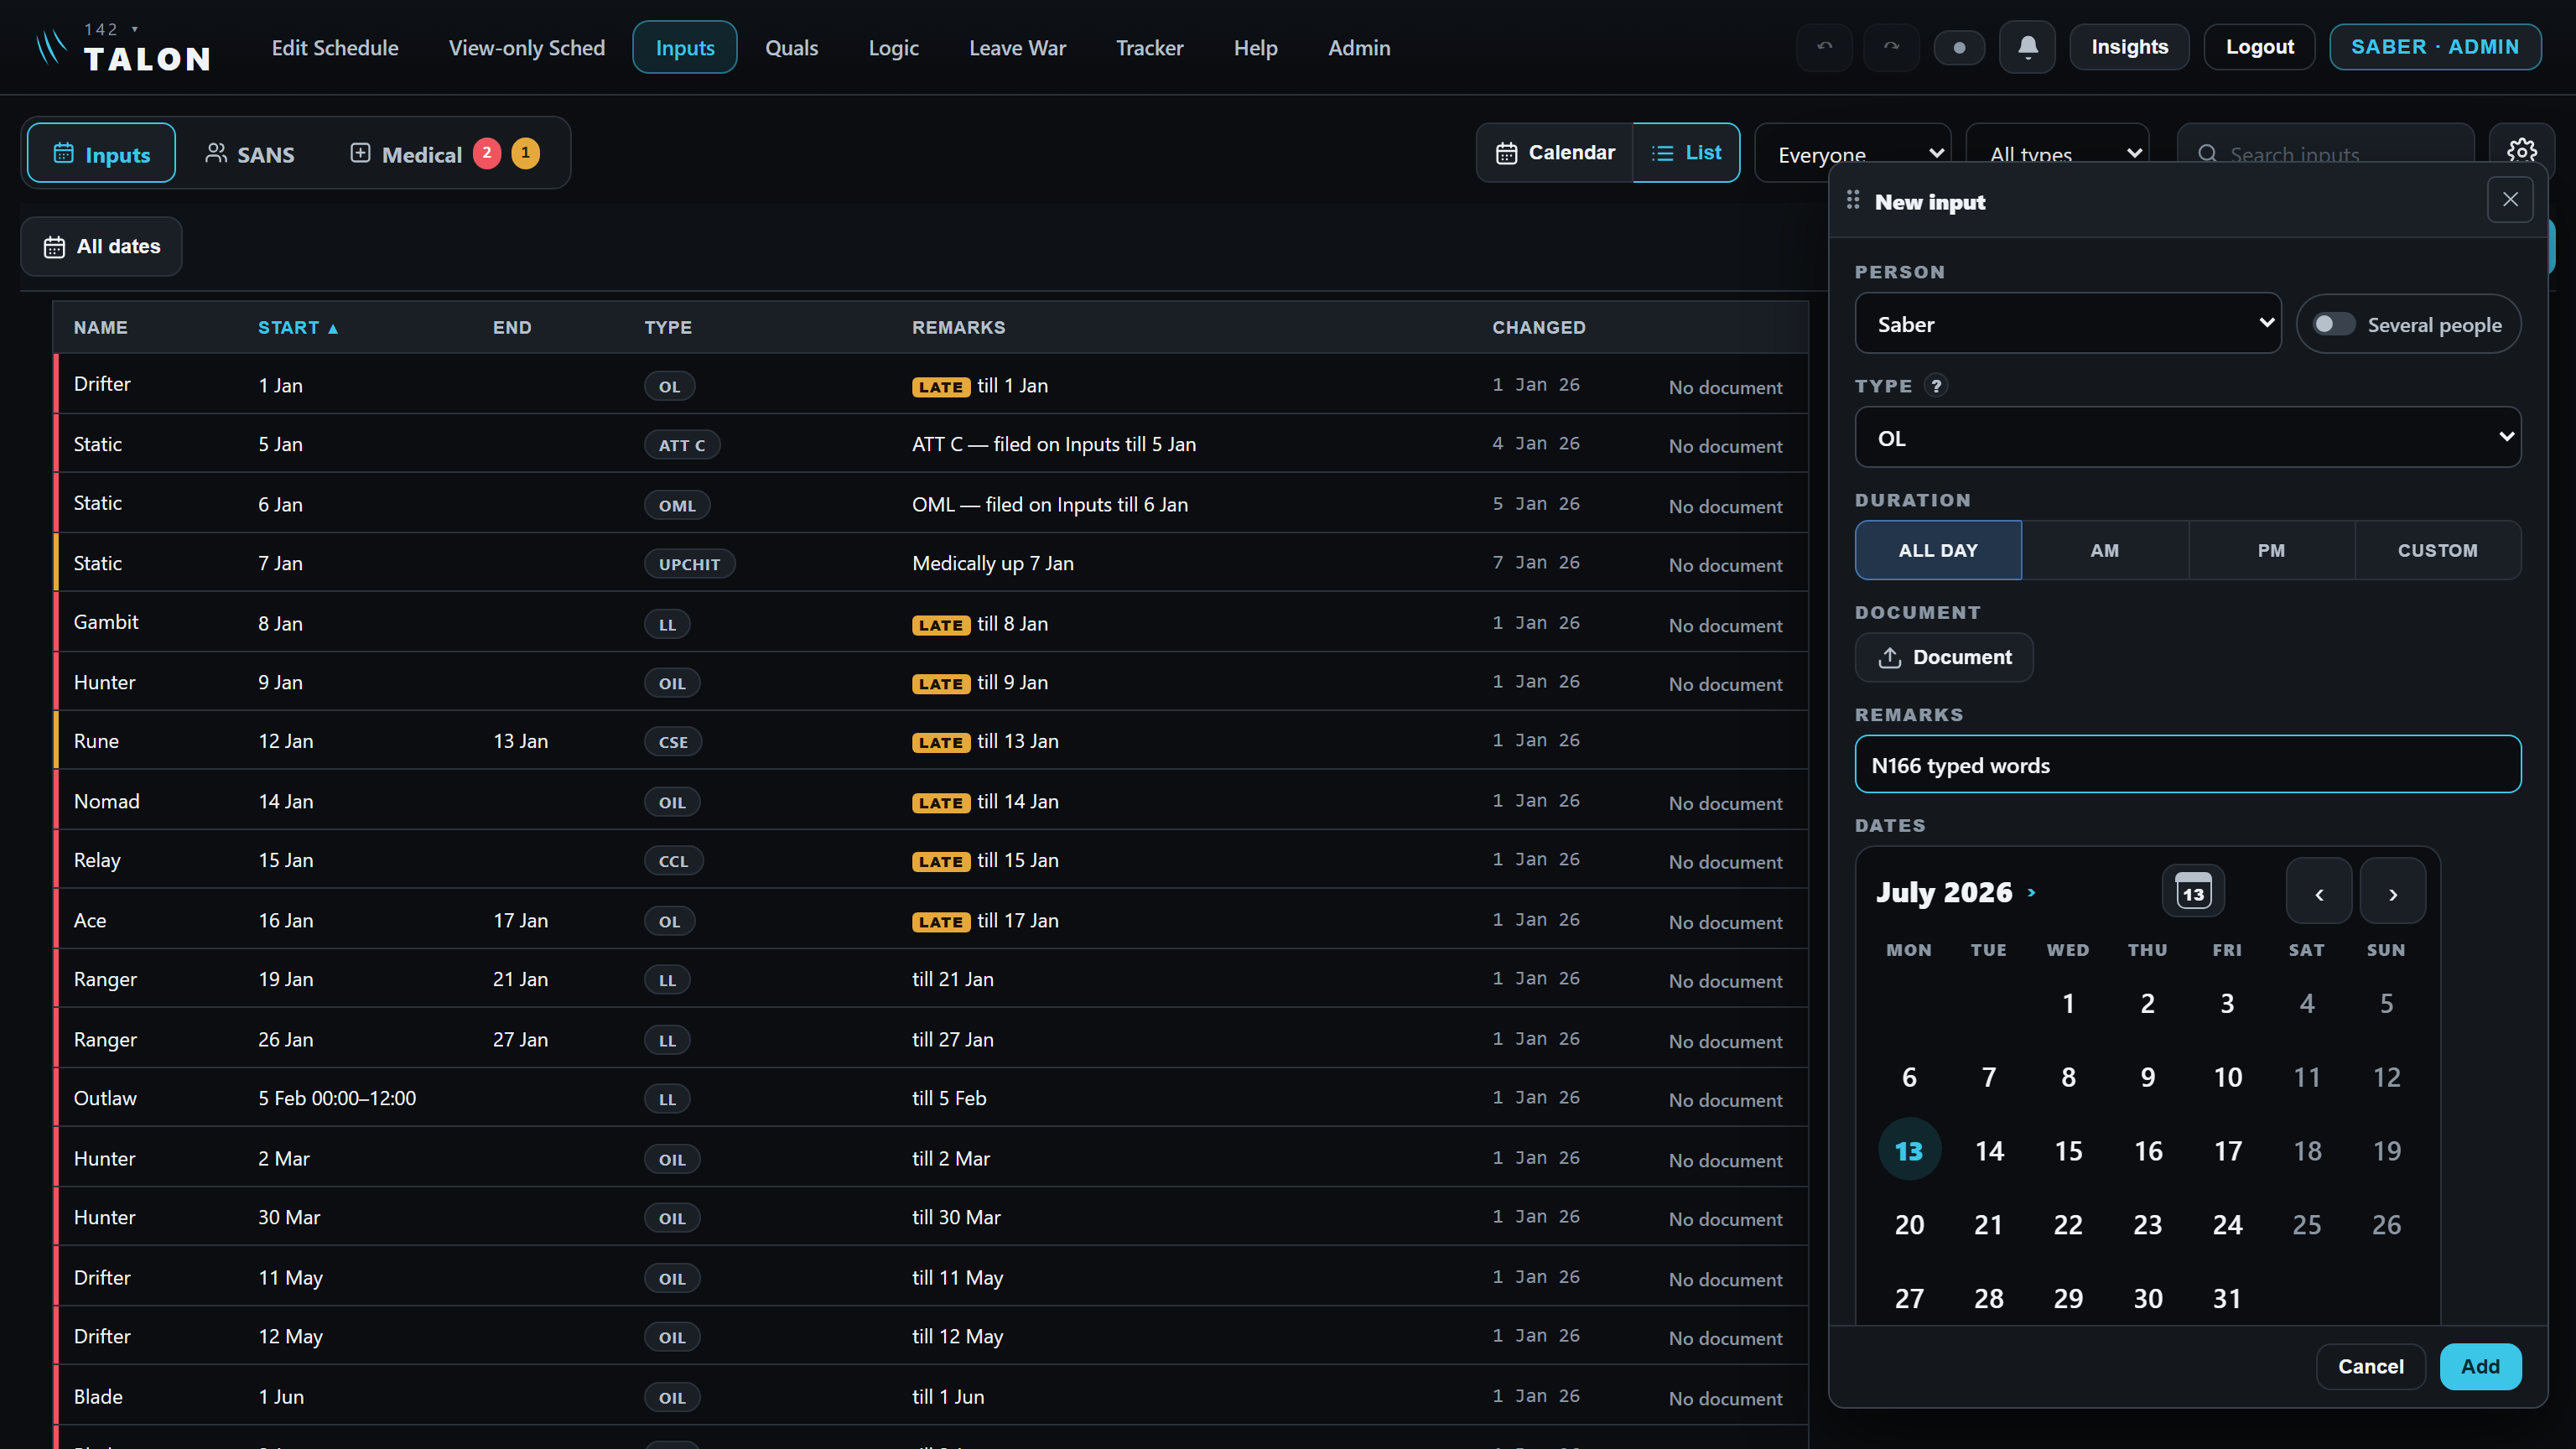 142 ▾
TALON
Edit Schedule
View-only Sched
Inputs
Quals
Logic
Leave War
Tracker
Help
Admin
Insights
Logout
SABER · ADMIN
Inputs
SANS
Medical 2 1
Calendar
List
Everyone
All types
Search inputs
All dates
NAME START ▲ END TYPE REMARKS CHANGED
Drifter 1 Jan OL LATE till 1 Jan 1 Jan 26 No document
Static 5 Jan ATT C ATT C — filed on Inputs till 5 Jan 4 Jan 26 No document
Static 6 Jan OML OML — filed on Inputs till 6 Jan 5 Jan 26 No document
Static 7 Jan UPCHIT Medically up 7 Jan 7 Jan 26 No document
Gambit 8 Jan LL LATE till 8 Jan 1 Jan 26 No document
Hunter 9 Jan OIL LATE till 9 Jan 1 Jan 26 No document
Rune 12 Jan 13 Jan CSE LATE till 13 Jan 1 Jan 26
Nomad 14 Jan OIL LATE till 14 Jan 1 Jan 26 No document
Relay 15 Jan CCL LATE till 15 Jan 1 Jan 26 No document
Ace 16 Jan 17 Jan OL LATE till 17 Jan 1 Jan 26 No document
Ranger 19 Jan 21 Jan LL till 21 Jan 1 Jan 26 No document
Ranger 26 Jan 27 Jan LL till 27 Jan 1 Jan 26 No document
Outlaw 5 Feb 00:00–12:00 LL till 5 Feb 1 Jan 26 No document
Hunter 2 Mar OIL till 2 Mar 1 Jan 26 No document
Hunter 30 Mar OIL till 30 Mar 1 Jan 26 No document
Drifter 11 May OIL till 11 May 1 Jan 26 No document
Drifter 12 May OIL till 12 May 1 Jan 26 No document
Blade 1 Jun OIL till 1 Jun 1 Jan 26 No document
New input
PERSON
Saber
Several people
TYPE ?
OL
DURATION
ALL DAY AM PM CUSTOM
DOCUMENT
Document
REMARKS
N166 typed words
DATES
July 2026 ›
13
‹ ›
MON TUE WED THU FRI SAT SUN
1 2 3 4 5
6 7 8 9 10 11 12
13 14 15 16 17 18 19
20 21 22 23 24 25 26
27 28 29 30 31
Cancel
Add